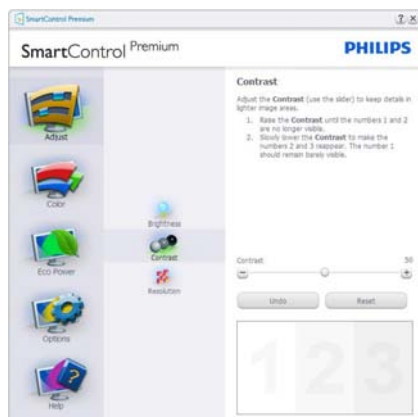 SmartControl Premium
SmartControl Premium
PHILIPS
Adjust
Color
Eco Power
Options
Help
Brightness
Contrast
Resolution
Contrast
Adjust the Contrast (use the slider) to keep details in
lighter image areas.
1. Raise the Contrast until the numbers 1 and 2
are no longer visible.
2. Slowly lower the Contrast to make the
numbers 2 and 3 reappear. The number 1
should remain barely visible.
Contrast
50
Undo
Reset
1 2 3